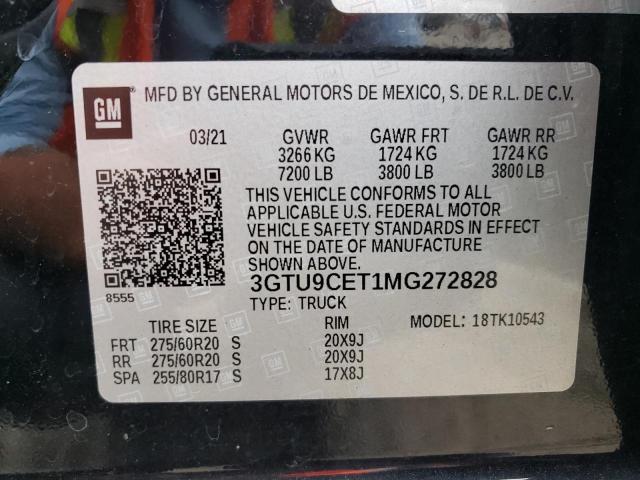 GM MFD BY GENERAL MOTORS DE MEXICO, S. DE R.L. DE C.V.
03/21 GVWR GAWR FRT GAWR RR
3266 KG 1724 KG 1724 KG
7200 LB 3800 LB 3800 LB
THIS VEHICLE CONFORMS TO ALL
APPLICABLE U.S. FEDERAL MOTOR
VEHICLE SAFETY STANDARDS IN EFFECT
ON THE DATE OF MANUFACTURE
SHOWN ABOVE.
8555
3GTU9CET1MG272828
TYPE: TRUCK
TIRE SIZE RIM MODEL: 18TK10543
FRT 275/60R20 S 20X9J
RR 275/60R20 S 20X9J
SPA 255/80R17 S 17X8J